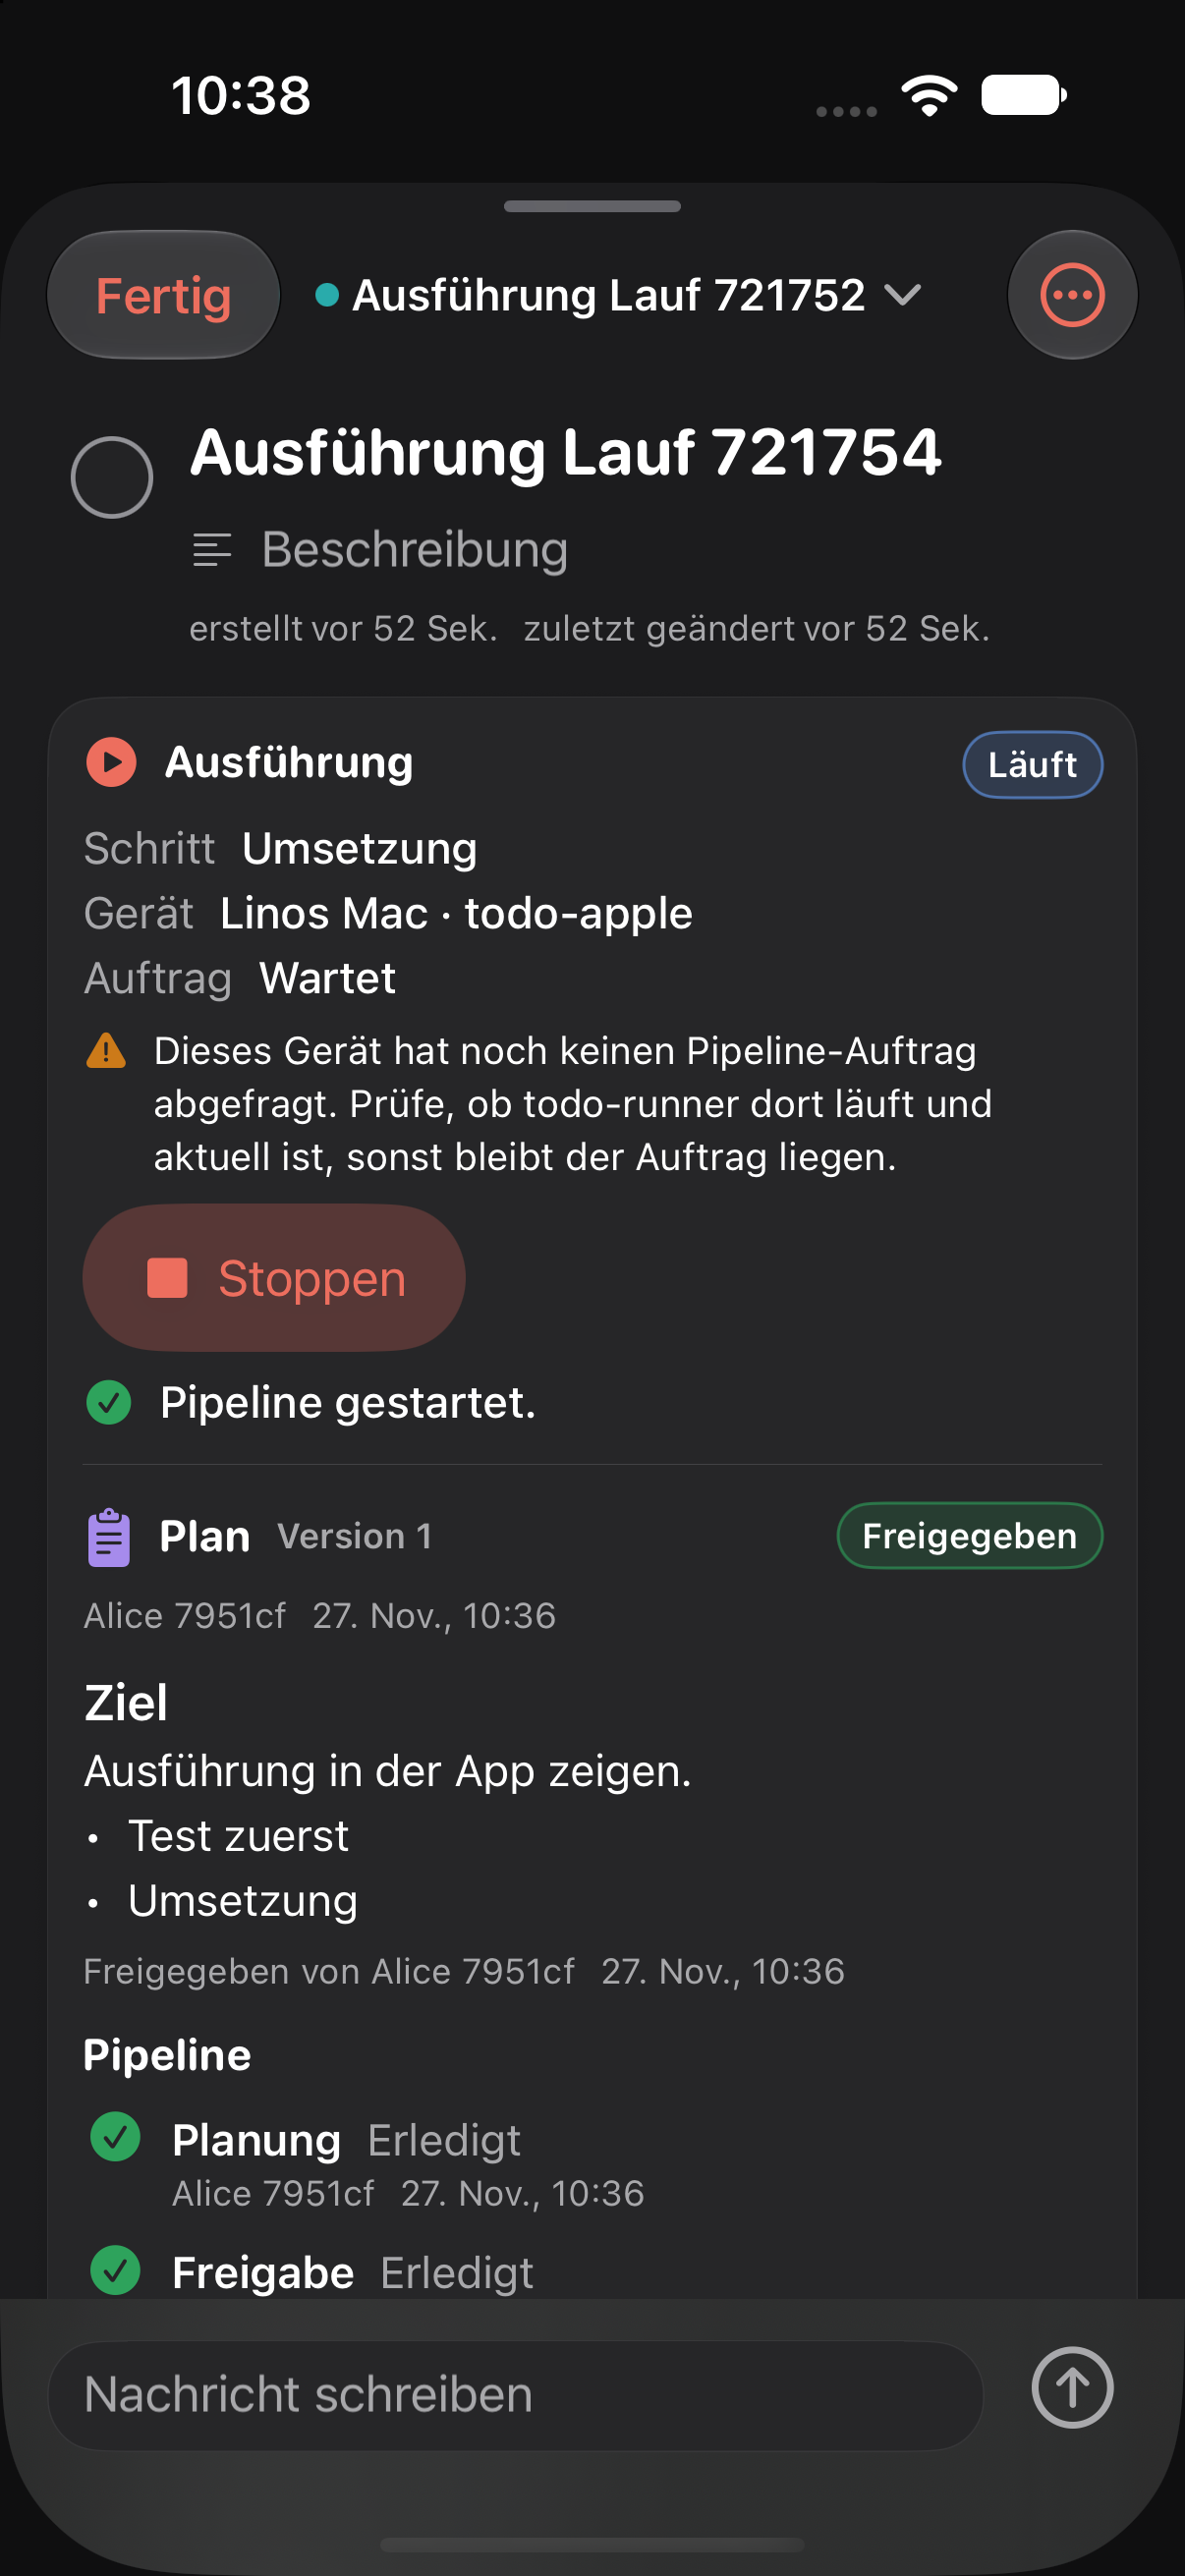 10:38
Fertig
Ausführung Lauf 721752
Ausführung Lauf 721754
Beschreibung
erstellt vor 52 Sek. zuletzt geändert vor 52 Sek.
Ausführung
Läuft
Schritt Umsetzung
Gerät Linos Mac · todo-apple
Auftrag Wartet
Dieses Gerät hat noch keinen Pipeline-Auftrag
abgefragt. Prüfe, ob todo-runner dort läuft und
aktuell ist, sonst bleibt der Auftrag liegen.
Stoppen
Pipeline gestartet.
Plan Version 1
Freigegeben
Alice 7951cf 27. Nov., 10:36
Ziel
Ausführung in der App zeigen.
• Test zuerst
• Umsetzung
Freigegeben von Alice 7951cf 27. Nov., 10:36
Pipeline
Planung Erledigt
Alice 7951cf 27. Nov., 10:36
Freigabe Erledigt
Nachricht schreiben